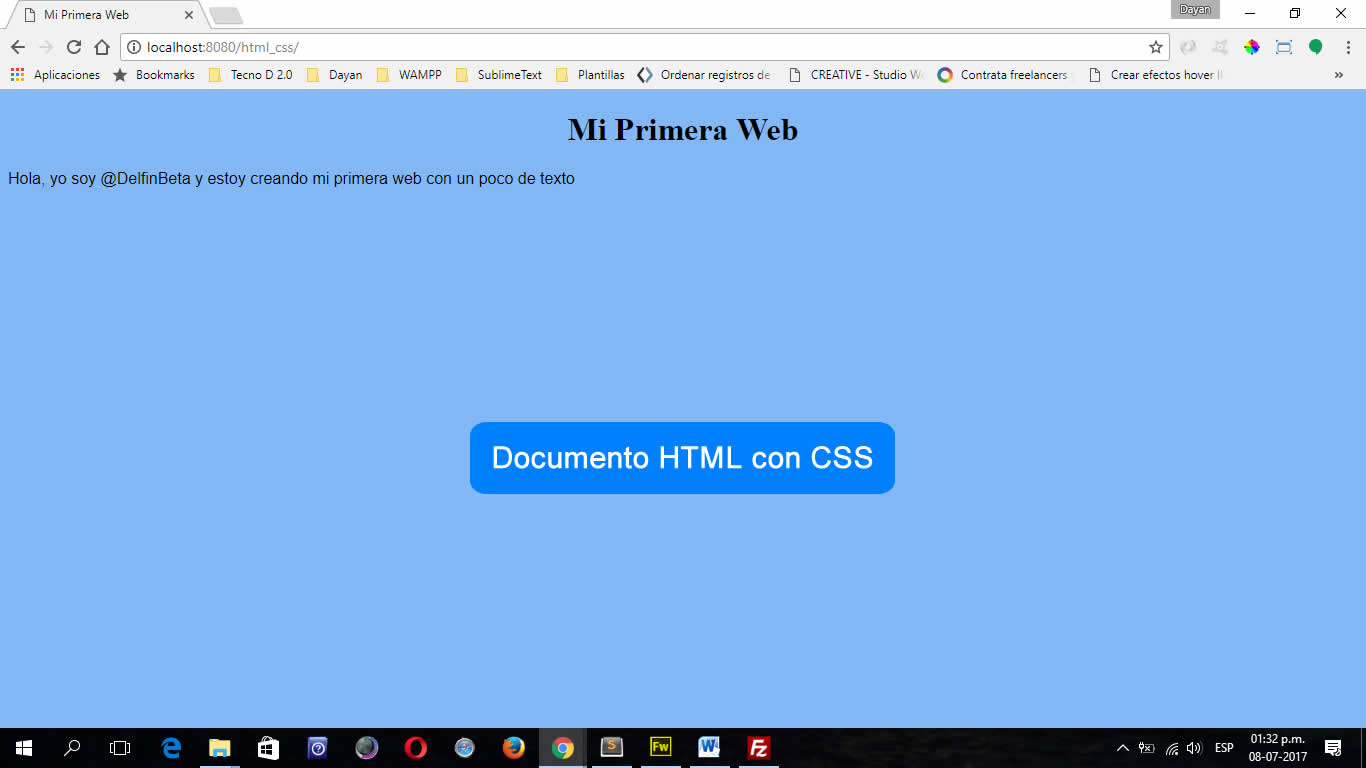 Mi Primera Web
Dayan
localhost:8080/html_css/
Aplicaciones Bookmarks Tecno D 2.0 Dayan WAMPP SublimeText Plantillas Ordenar registros de CREATIVE - Studio W Contrata freelancers Crear efectos hover »
Mi Primera Web
Hola, yo soy @DelfinBeta y estoy creando mi primera web con un poco de texto
Documento HTML con CSS
S Fw W Fz
ESP
01:32 p.m.
08-07-2017